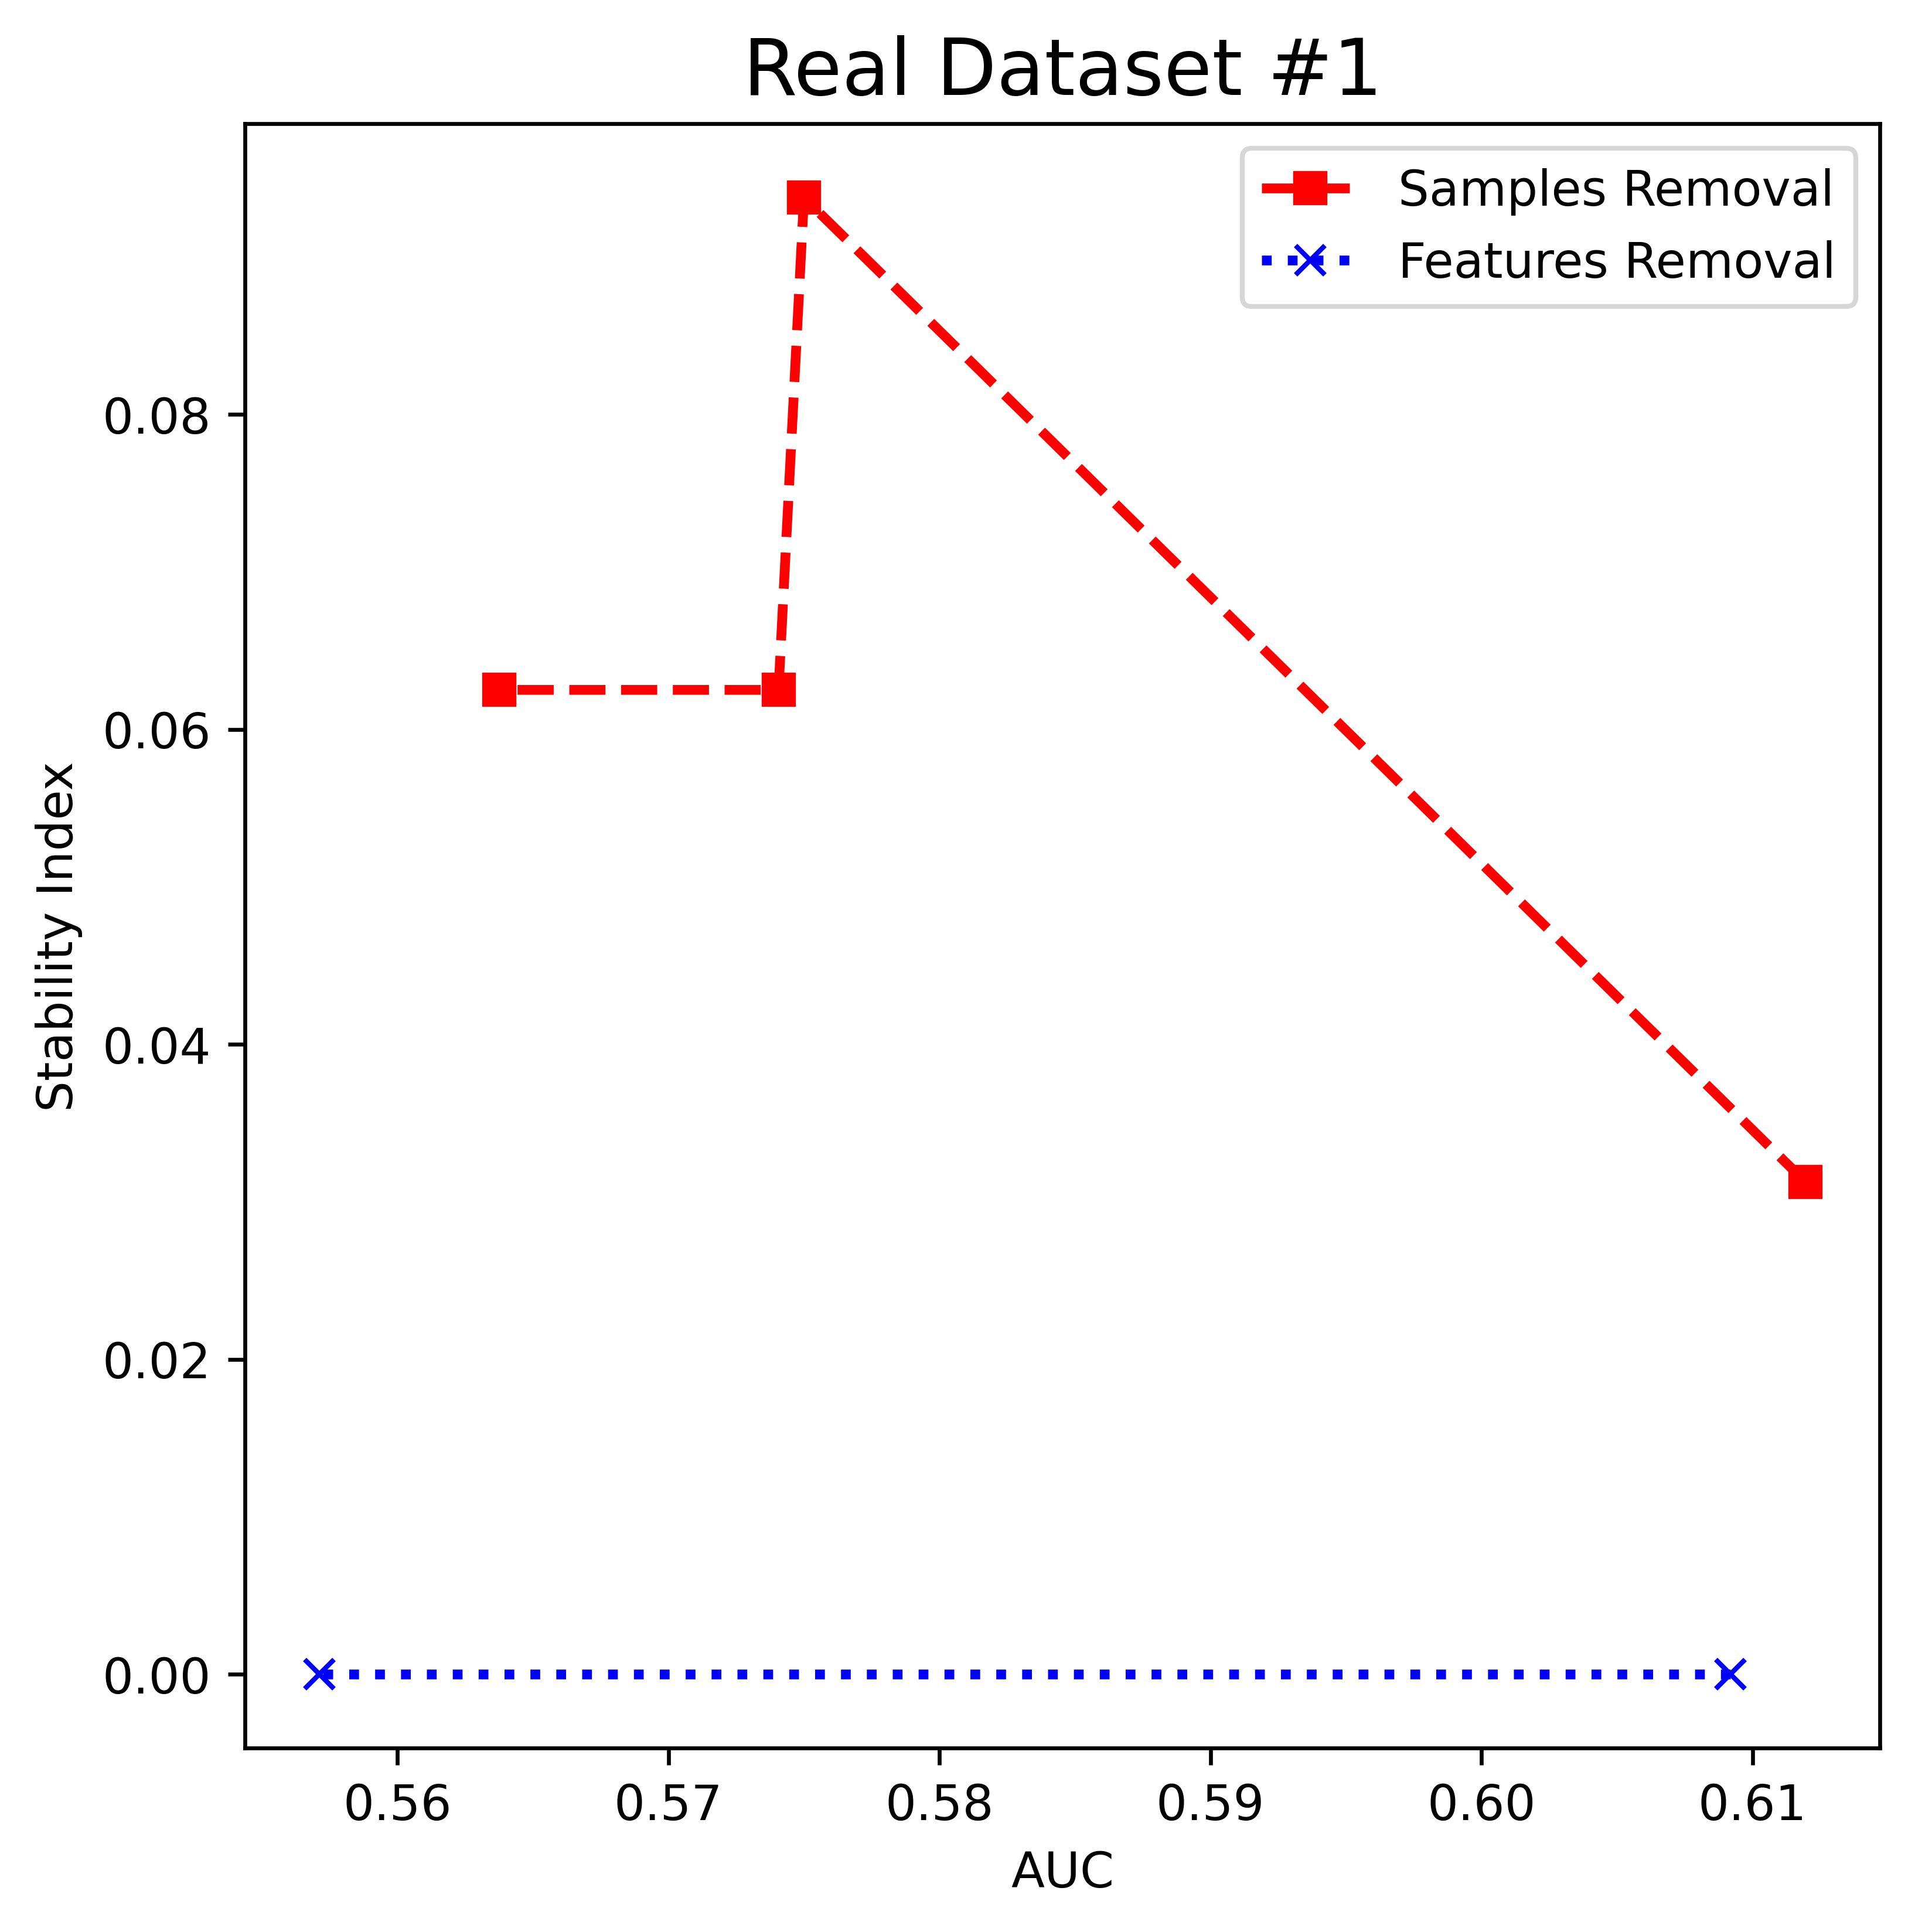 Real Dataset #1
Samples Removal
Features Removal
Stability Index
0.08
0.06
0.04
0.02
0.00
0.56 0.57 0.58 0.59 0.60 0.61
AUC